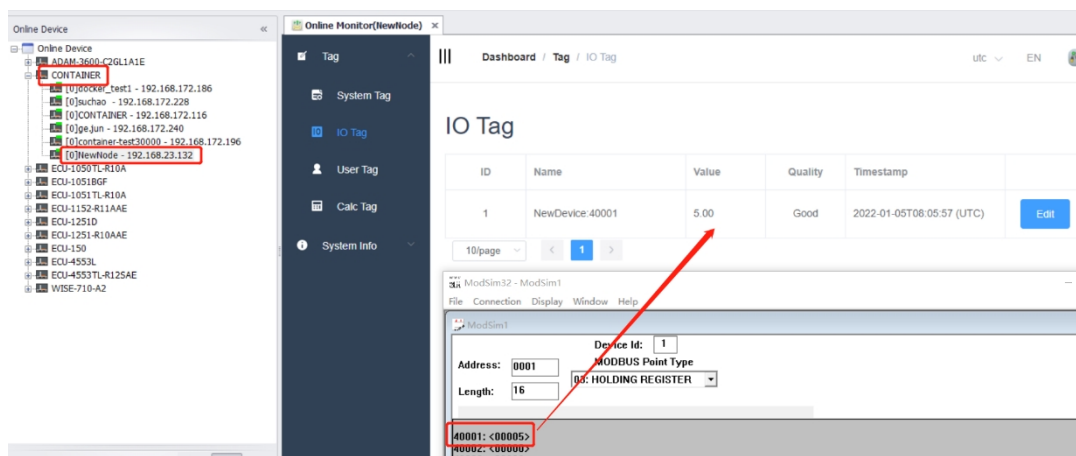 Online Device «
Online Device
ADAM-3600-C2GL1A1E
CONTAINER
[0]docker_test1 - 192.168.172.186
[0]suchao - 192.168.172.228
[0]CONTAINER - 192.168.172.116
[0]ge.jun - 192.168.172.240
[0]container-test30000 - 192.168.172.196
[0]NewNode - 192.168.23.132
ECU-1050TL-R10A
ECU-1051BGF
ECU-1051TL-R10A
ECU-1152-R11AAE
ECU-1251D
ECU-1251-R10AAE
ECU-150
ECU-4553L
ECU-4553TL-R12SAE
WISE-710-A2
Online Monitor(NewNode) ×
Tag
System Tag
IO Tag
User Tag
Calc Tag
System Info
Dashboard / Tag / IO Tag
utc EN
IO Tag
ID Name Value Quality Timestamp
1 NewDevice:40001 5.00 Good 2022-01-05T08:05:57 (UTC) Edit
10/page < 1 >
ModSim32 - ModSim1
File Connection Display Window Help
ModSim1
Device Id: 1
Address: 0001
MODBUS Point Type
Length: 16
03: HOLDING REGISTER
40001: <00005>
40002: <00000>